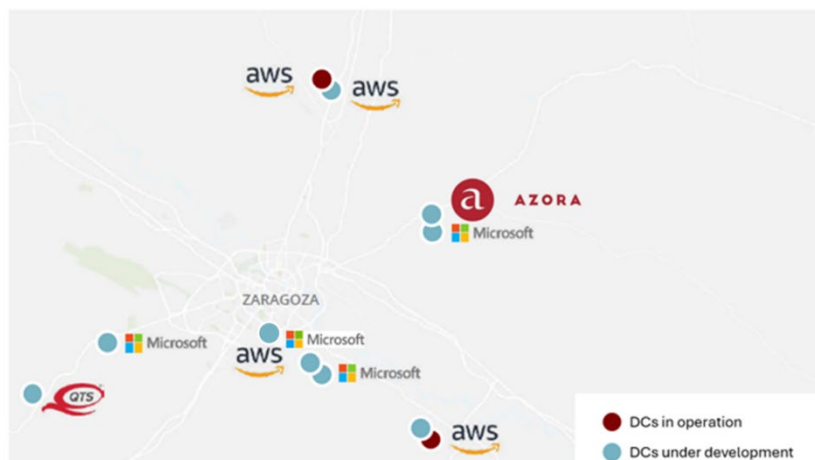 aws
aws
a AZORA
Microsoft
ZARAGOZA
Microsoft
Microsoft
aws
Microsoft
QTS
aws
DCs in operation
DCs under development